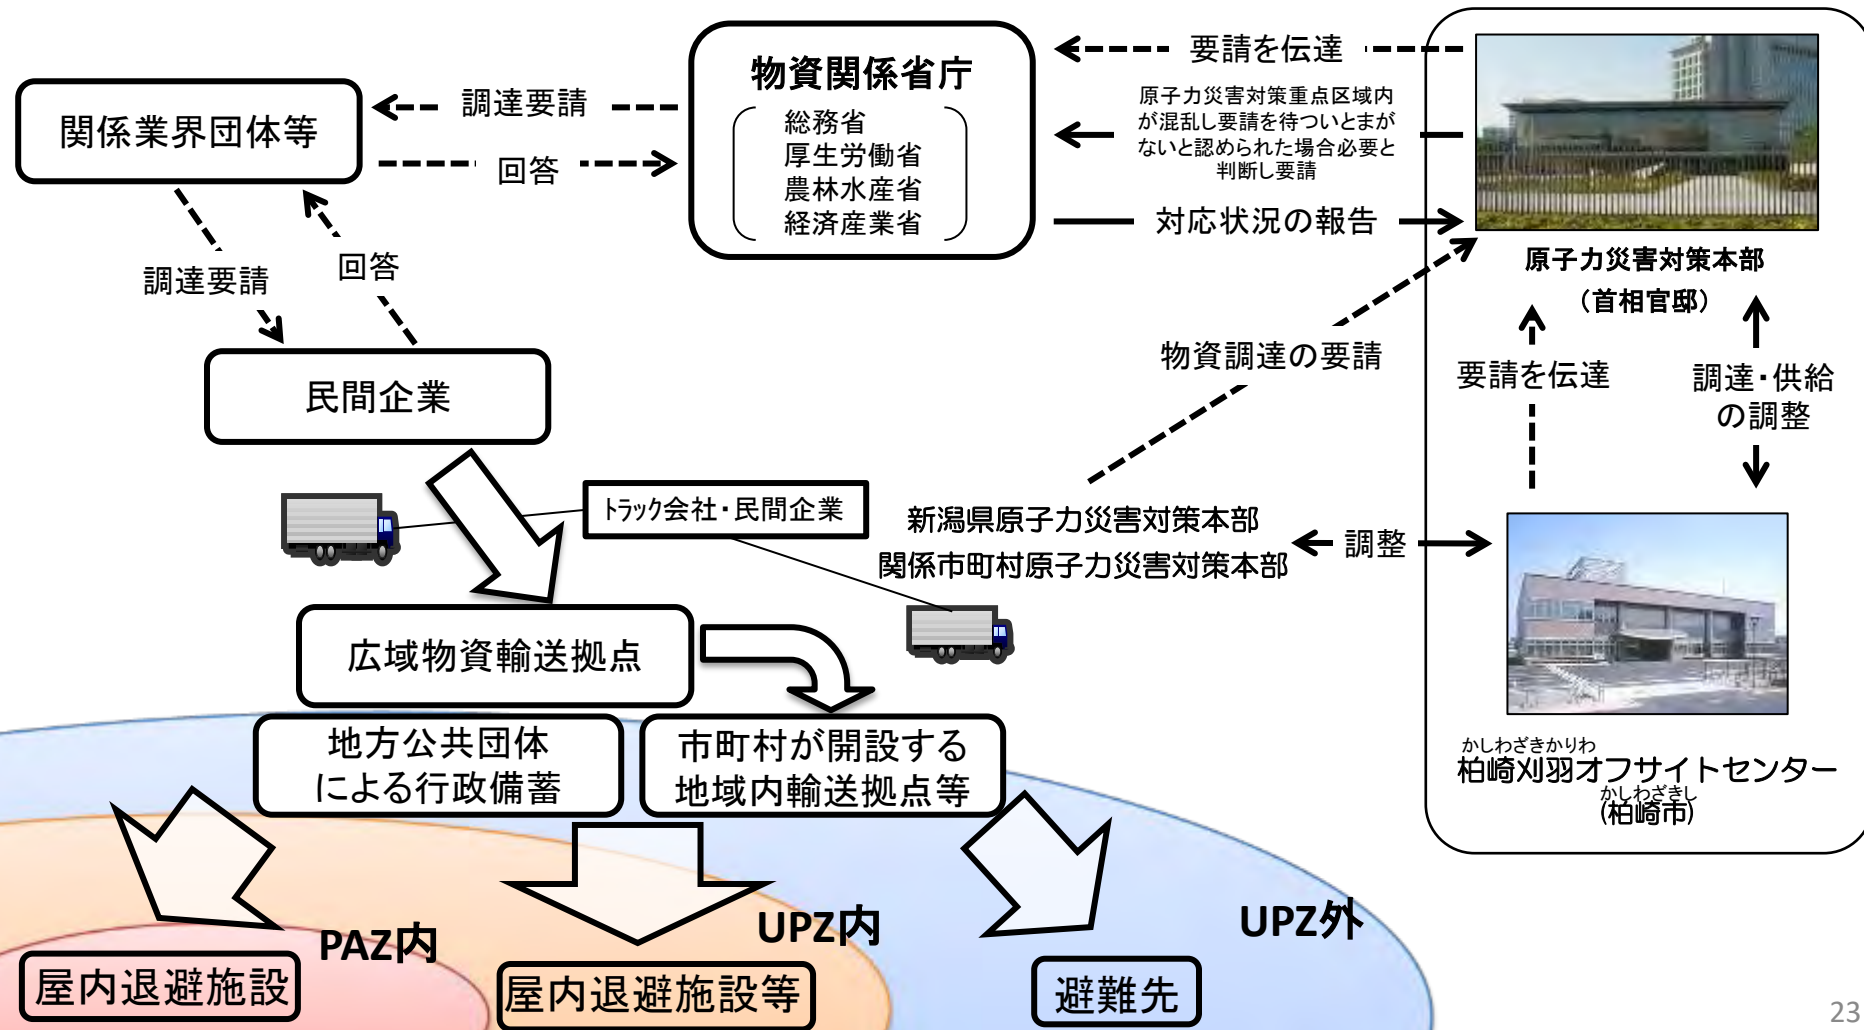 物資関係省庁
総務省
厚生労働省
農林水産省
経済産業省
要請を伝達
原子力災害対策重点区域内
が混乱し要請を待ついとまが
ないと認められた場合必要と
判断し要請
対応状況の報告
関係業界団体等
調達要請
回答
調達要請
回答
民間企業
原子力災害対策本部
（首相官邸）
物資調達の要請
要請を伝達
調達・供給
の調整
トラック会社・民間企業
新潟県原子力災害対策本部
関係市町村原子力災害対策本部
調整
かしわざきかりわ
柏崎刈羽オフサイトセンター
かしわざきし
(柏崎市)
広域物資輸送拠点
地方公共団体
による行政備蓄
市町村が開設する
地域内輸送拠点等
PAZ内
UPZ内
UPZ外
屋内退避施設
屋内退避施設等
避難先
23